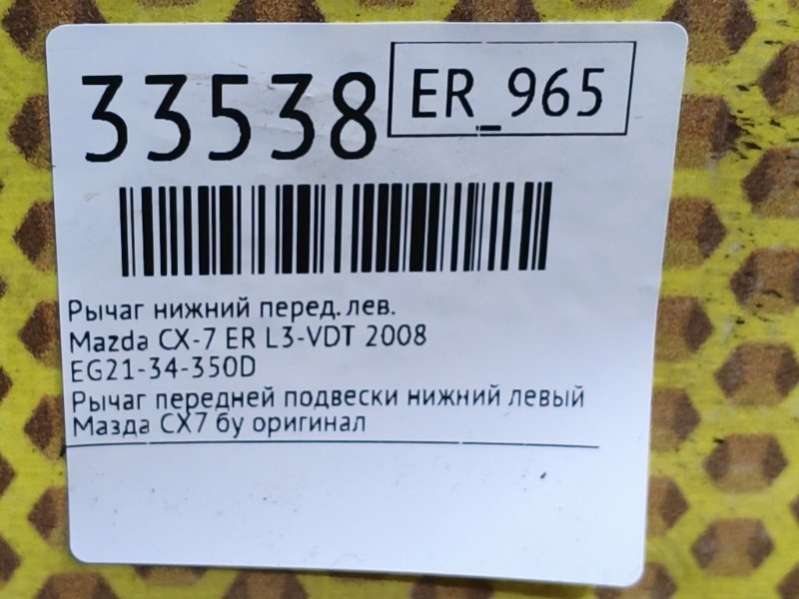 33538
ER_965
Рычаг нижний перед. лев.
Mazda CX-7 ER L3-VDT 2008
EG21-34-350D
Рычаг передней подвески нижний левый
Мазда СХ7 бу оригинал